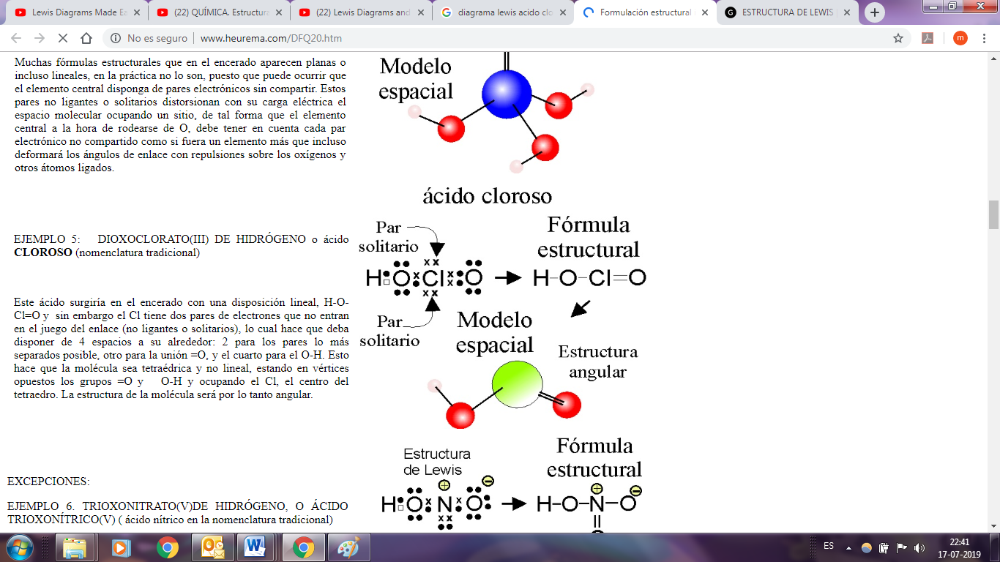 Lewis Diagrams Made Ea
(22) QUÍMICA. Estructura
(22) Lewis Diagrams and
diagrama lewis acido clo
Formulación estructural
ESTRUCTURA DE LEWIS
No es seguro | www.heurema.com/DFQ20.htm
m
Muchas fórmulas estructurales que en el encerado aparecen planas o
incluso lineales, en la práctica no lo son, puesto que puede ocurrir que
el elemento central disponga de pares electrónicos sin compartir. Estos
pares no ligantes o solitarios distorsionan con su carga eléctrica el
espacio molecular ocupando un sitio, de tal forma que el elemento
central a la hora de rodearse de O, debe tener en cuenta cada par
electrónico no compartido como si fuera un elemento más que incluso
deformará los ángulos de enlace con repulsiones sobre los oxígenos y
otros átomos ligados.
Modelo
espacial
ácido cloroso
EJEMPLO 5: DIOXOCLORATO(III) DE HIDRÓGENO o ácido
CLOROSO (nomenclatura tradicional)
Par
solitario
Fórmula
estructural
H O Cl O
H-O-Cl=O
Par
solitario
Este ácido surgiría en el encerado con una disposición lineal, H-O-
Cl=O y sin embargo el Cl tiene dos pares de electrones que no entran
en el juego del enlace (no ligantes o solitarios), lo cual hace que deba
disponer de 4 espacios a su alrededor: 2 para los pares lo más
separados posible, otro para la unión =O, y el cuarto para el O-H. Esto
hace que la molécula sea tetraédrica y no lineal, estando en vértices
opuestos los grupos =O y O-H y ocupando el Cl, el centro del
tetraedro. La estructura de la molécula será por lo tanto angular.
Modelo
espacial
Estructura
angular
EXCEPCIONES:
EJEMPLO 6. TRIOXONITRATO(V)DE HIDRÓGENO, O ÁCIDO
TRIOXONÍTRICO(V) ( ácido nítrico en la nomenclatura tradicional)
Estructura
de Lewis
Fórmula
estructural
H O N O
H-O-N-O
ES
22:41
17-07-2019